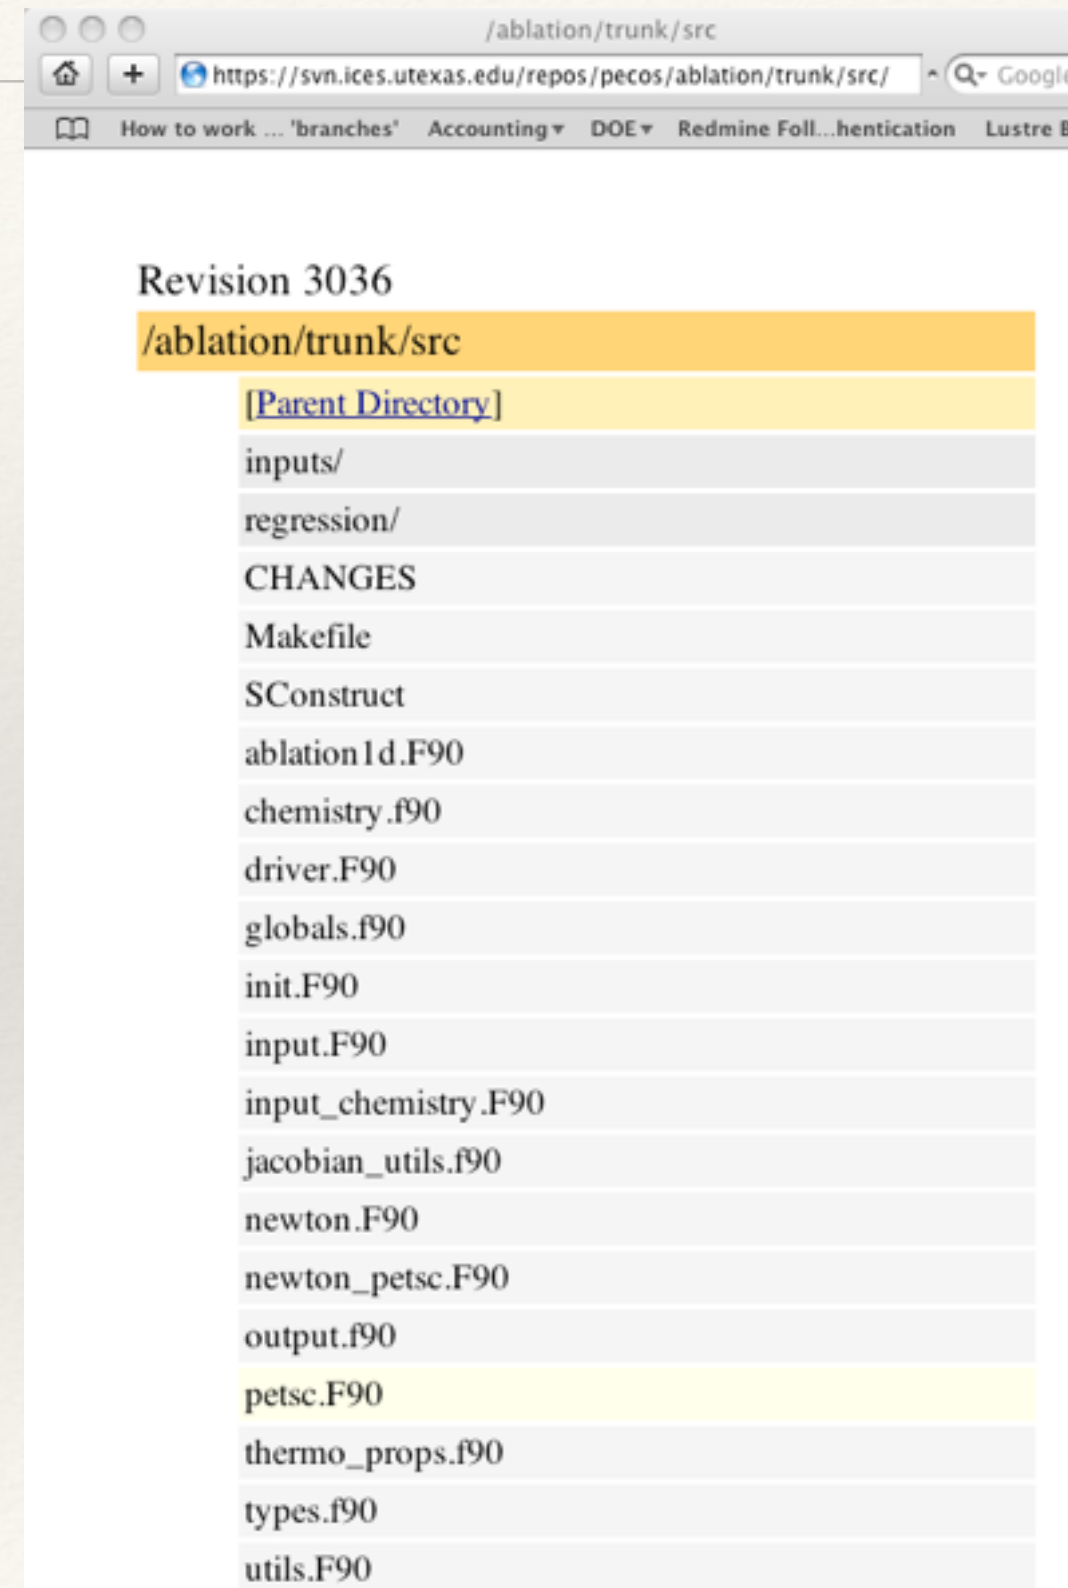 /ablation/trunk/src
https://svn.ices.utexas.edu/repos/pecos/ablation/trunk/src/ Google
How to work ... 'branches' Accounting DOE Redmine Foll...hentication Lustre
Revision 3036
/ablation/trunk/src
[Parent Directory]
inputs/
regression/
CHANGES
Makefile
SConstruct
ablation1d.F90
chemistry.f90
driver.F90
globals.f90
init.F90
input.F90
input_chemistry.F90
jacobian_utils.f90
newton.F90
newton_petsc.F90
output.f90
petsc.F90
thermo_props.f90
types.f90
utils.F90